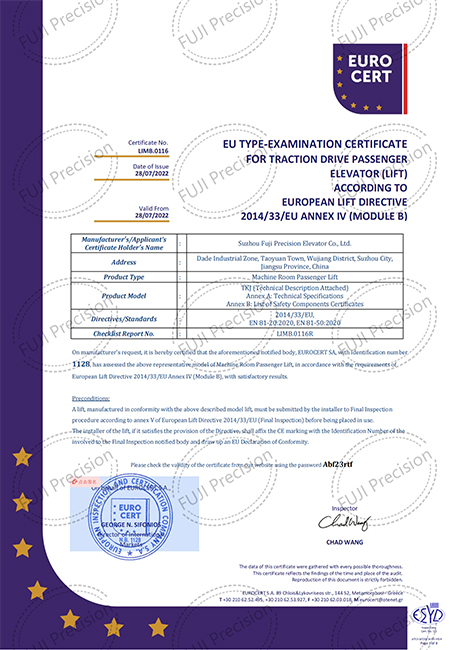 EURO
CERT
Certificate No.
LIMB.0116
Date of Issue
28/07/2022
Valid From
28/07/2022
EU TYPE-EXAMINATION CERTIFICATE
FOR TRACTION DRIVE PASSENGER
ELEVATOR (LIFT)
ACCORDING TO
EUROPEAN LIFT DIRECTIVE
2014/33/EU ANNEX IV (MODULE B)
Manufacturer's/Applicant's
Certificate Holder's Name : Suzhou Fuji Precision Elevator Co., Ltd.
Address : Dade Industrial Zone, Taoyuan Town, Wujiang District, Suzhou City,
Jiangsu Province, China
Product Type : Machine Room Passenger Lift
Product Model : TKJ (Technical Description Attached)
Annex A: Technical Specifications
Annex B: List of Safety Components Certificates
Directives/Standards : 2014/33/EU,
EN 81-20:2020, EN 81-50:2020
Checklist Report No. : LIMB.0116R
On manufacturer's request, it is hereby certified that the aforementioned notified body, EUROCERT SA, with Identification number
1128, has assessed the above representative model of Machine Room Passenger Lift, in accordance with the requirements of
European Lift Directive 2014/33/EU Annex IV (Module B), with satisfactory results.
Preconditions:
A lift, manufactured in conformity with the above described model lift, must be submitted by the installer to Final Inspection
procedure according to annex V of European Lift Directive 2014/33/EU (Final Inspection) before being placed in use.
The installer of the lift, if it satisfies the provision of the Directive, shall affix the CE marking with the Identification Number of the
involved to the Final Inspection notified body and draw up an EU Declaration of Conformity.
Please check the validity of the certificate from our website using the password Abf23rtf
EUROPEAN INSPECTION AND CERTIFICATION COMPANY S.A.
EURO
CERT
GEORGE N. SIFONIOS
Director of International
N.B. 1128
Inspector
Chad Wang
CHAD WANG
The data of this certificate were gathered with every possible thoroughness.
This certificate reflects the findings of the time and place of the audit.
Reproduction of this document is strictly forbidden.
EUROCERT S.A. 89 Chlois&Lykovrisseos str., 144 52, Metamorfossi - Greece
T +30 210 62.52.495, +30 210 62.51.927, F +30 210 62.03.018, M eurocert@otenet.gr
ESYD
FUJI Precision